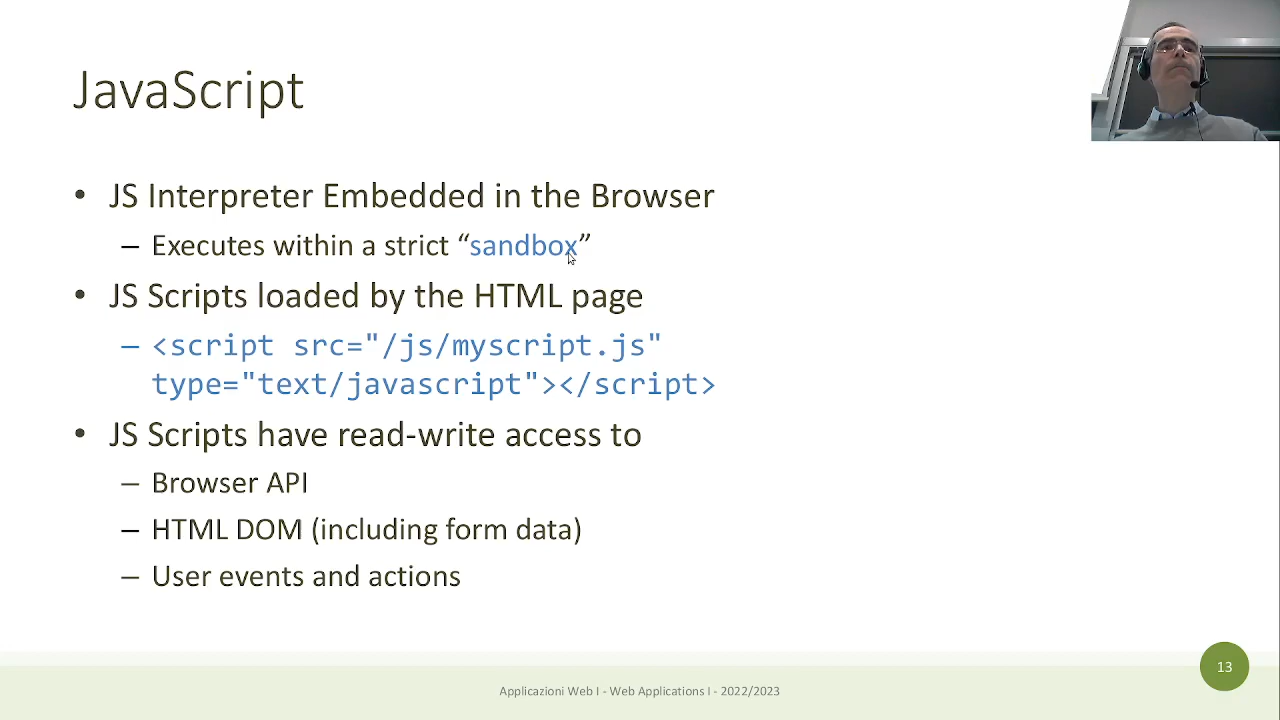 JavaScript
• JS Interpreter Embedded in the Browser
– Executes within a strict “sandbox”
• JS Scripts loaded by the HTML page
– <script src="/js/myscript.js"
type="text/javascript"></script>
• JS Scripts have read-write access to
– Browser API
– HTML DOM (including form data)
– User events and actions
13
Applicazioni Web I - Web Applications I - 2022/2023